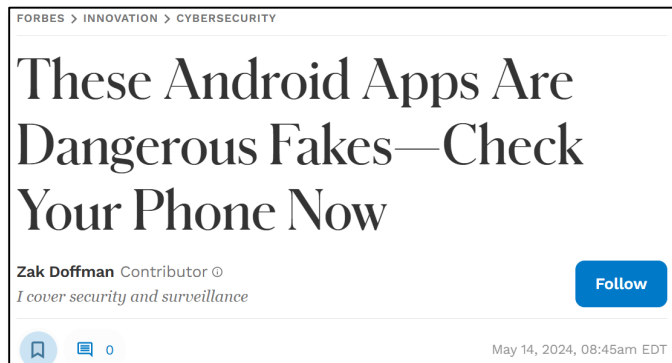 FORBES > INNOVATION > CYBERSECURITY
These Android Apps Are
Dangerous Fakes—Check
Your Phone Now
Zak Doffman Contributor
I cover security and surveillance
Follow
0
May 14, 2024, 08:45am EDT